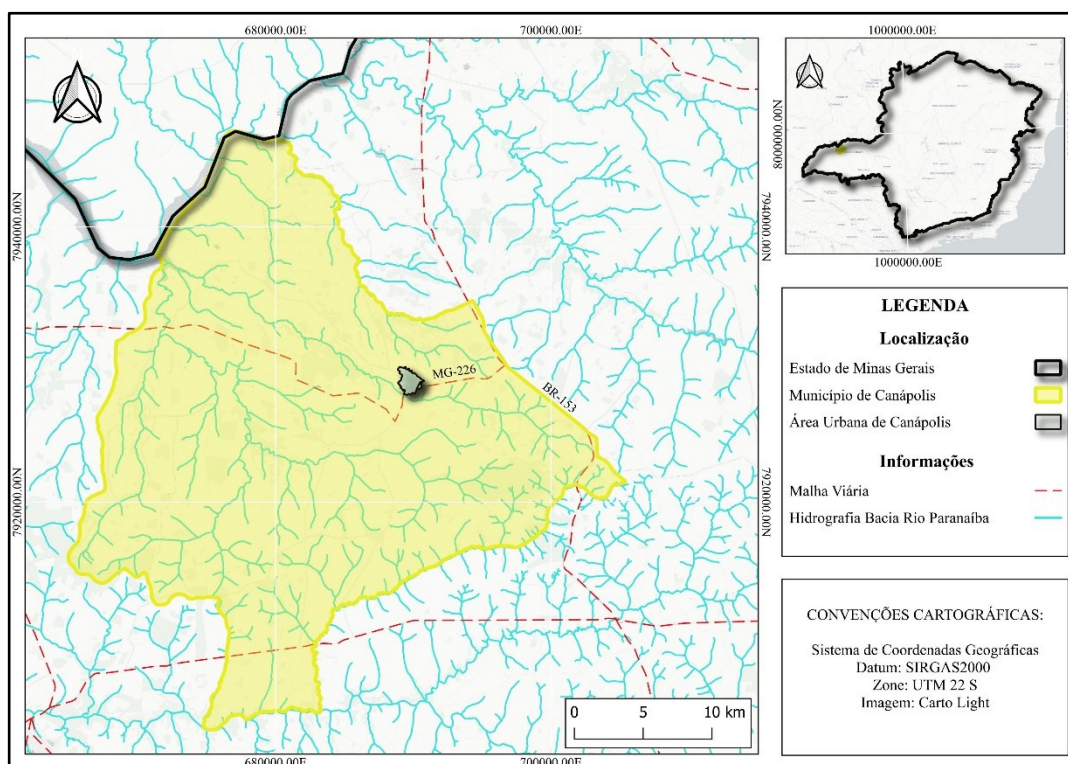 680000.00E
700000.00E
7940000.00N
7940000.00N
7920000.00N
7920000.00N
MG-226
BR-153
0 5 10 km
680000.00E
700000.00E
1000000.00E
8000000.00N
1000000.00E
LEGENDA
Localização
Estado de Minas Gerais
Município de Canápolis
Área Urbana de Canápolis
Informações
Malha Viária
Hidrografia Bacia Rio Paranaíba
CONVENÇÕES CARTOGRÁFICAS:
Sistema de Coordenadas Geográficas
Datum: SIRGAS2000
Zone: UTM 22 S
Imagem: Carto Light